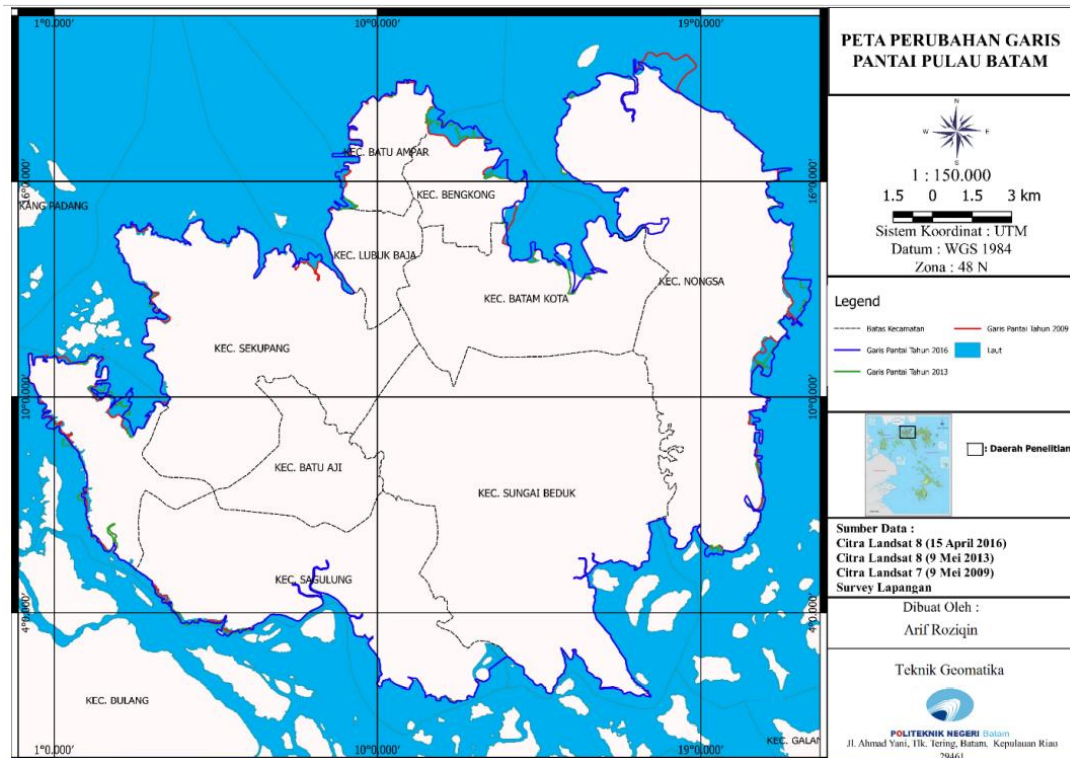 1°0.000'
10°0.000'
19°0.000'
16°0.000'
16°0.000'
10°0.000'
10°0.000'
4°0.000'
4°0.000'
1°0.000'
10°0.000'
19°0.000'
KEC. BATU AMPAR
KEC. BENGKONG
KANG PADANG
KEC. LUBUK BAJA
KEC. NONGSA
KEC. BATAM KOTA
KEC. SEKUPANG
KEC. BATU AJI
KEC. SUNGAI BEDUK
KEC. SAGULUNG
KEC. BULANG
KEC. GALAN
PETA PERUBAHAN GARIS
PANTAI PULAU BATAM
N
W E
S
1 : 150.000
1.5 0 1.5 3 km
Sistem Koordinat : UTM
Datum : WGS 1984
Zona : 48 N
Legend
Batas Kecamatan
Garis Pantai Tahun 2009
Garis Pantai Tahun 2016
Laut
Garis Pantai Tahun 2013
: Daerah Penelitian
Sumber Data :
Citra Landsat 8 (15 April 2016)
Citra Landsat 8 (9 Mei 2013)
Citra Landsat 7 (9 Mei 2009)
Survey Lapangan
Dibuat Oleh :
Arif Roziqin
Teknik Geomatika
POLITEKNIK NEGERI Batam
Jl. Ahmad Yani, Tlk. Tering, Batam, Kepulauan Riau
29461